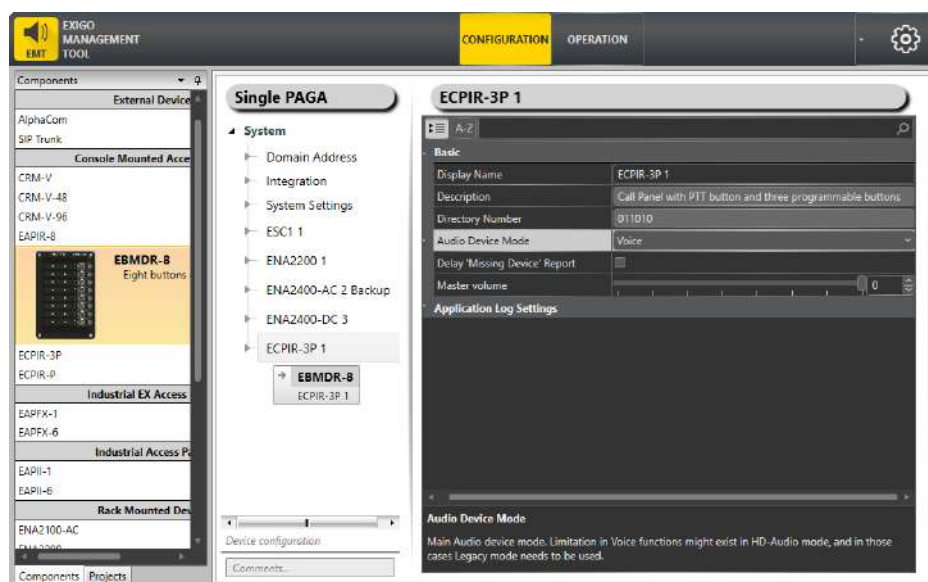 EXIGO
MANAGEMENT
TOOL
EMT
CONFIGURATION
OPERATION
Components
External Device
AlphaCom
SIP Trunk
Console Mounted Acce
CRM-V
CRM-V-48
CRM-V-96
EAPIR-8
EBMDR-8
Eight buttons
ECPIR-3P
ECPIR-P
Industrial EX Access
EAPFX-1
EAPFX-6
Industrial Access Pa
EAPII-1
EAPII-6
Rack Mounted Dev
ENA2100-AC
Components Projects
Single PAGA
System
Domain Address
Integration
System Settings
ESC1 1
ENA2200 1
ENA2400-AC 2 Backup
ENA2400-DC 3
ECPIR-3P 1
EBMDR-8
ECPIR-3P 1
Device configuration
Comments...
ECPIR-3P 1
A-Z
Basic
Display Name ECPIR-3P 1
Description Call Panel with PTT button and three programmable buttons
Directory Number 011010
Audio Device Mode Voice
Delay 'Missing Device' Report
Master volume 0
Application Log Settings
Audio Device Mode
Main Audio device mode. Limitation in Voice functions might exist in HD-Audio mode, and in those
cases Legacy mode needs to be used.